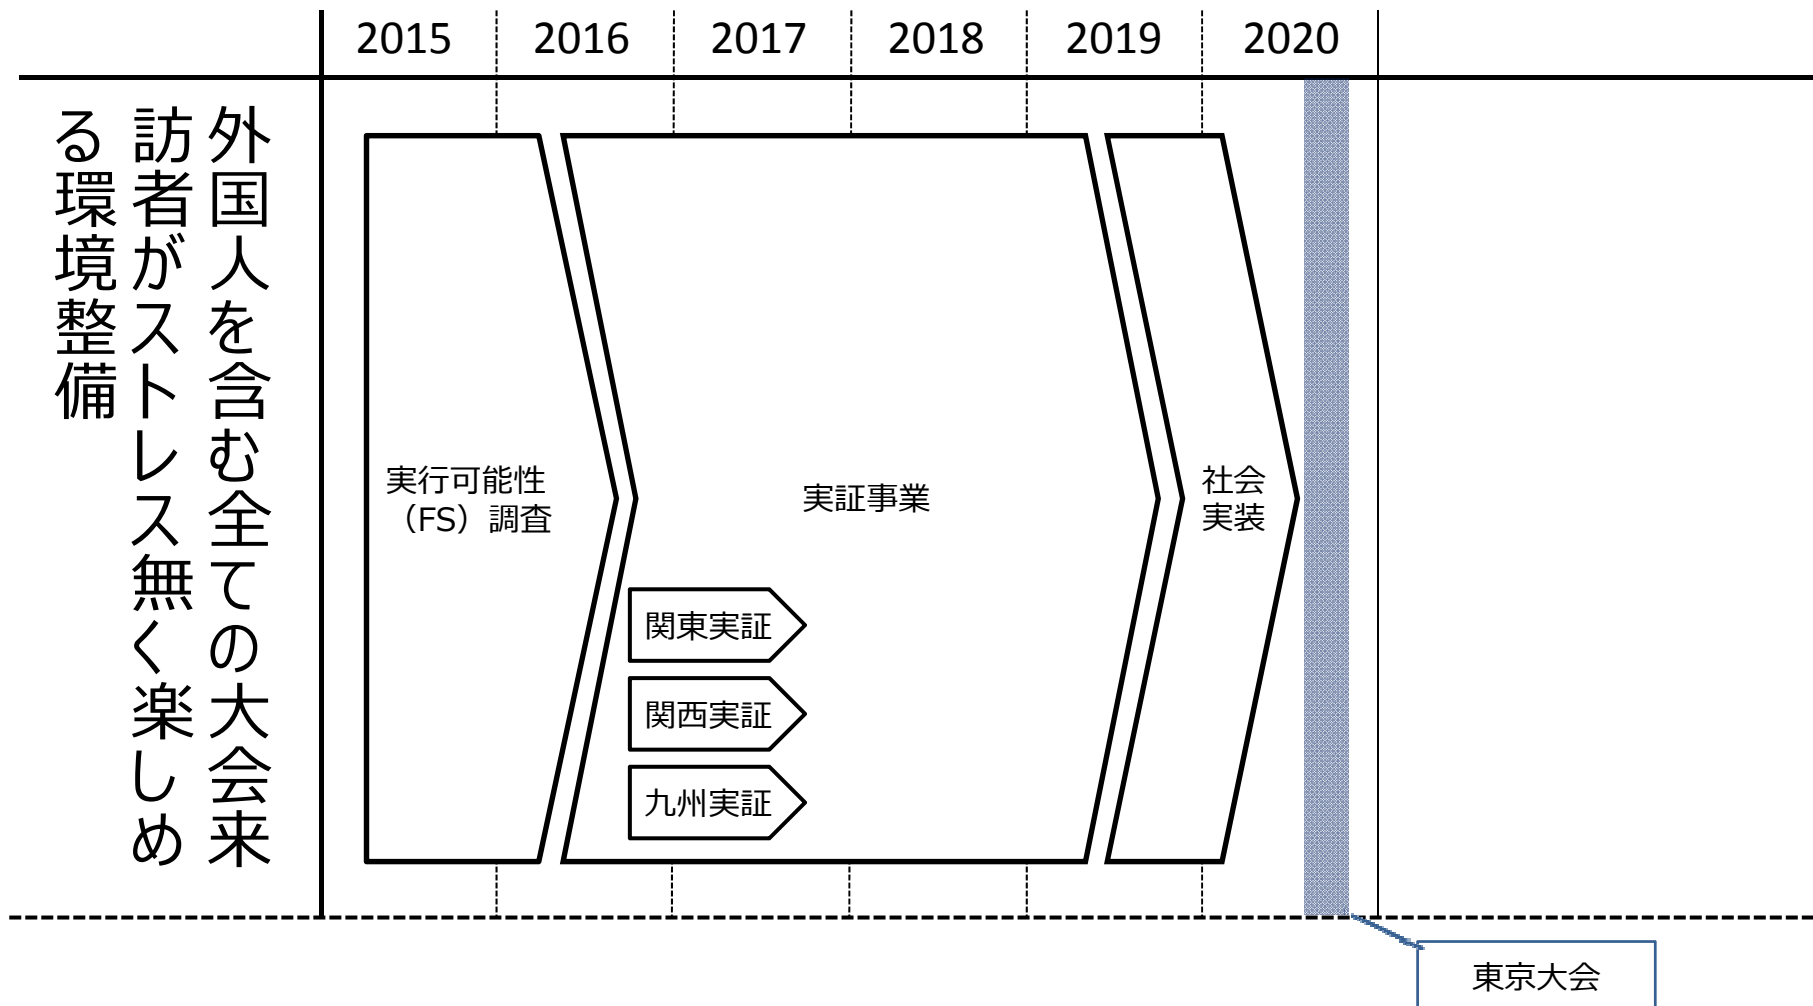 2015 2016 2017 2018 2019 2020
外国人を含む全ての大会来
訪者がストレス無く楽しめ
る環境整備
実行可能性
（FS）調査
実証事業
関東実証
関西実証
九州実証
社会
実装
東京大会